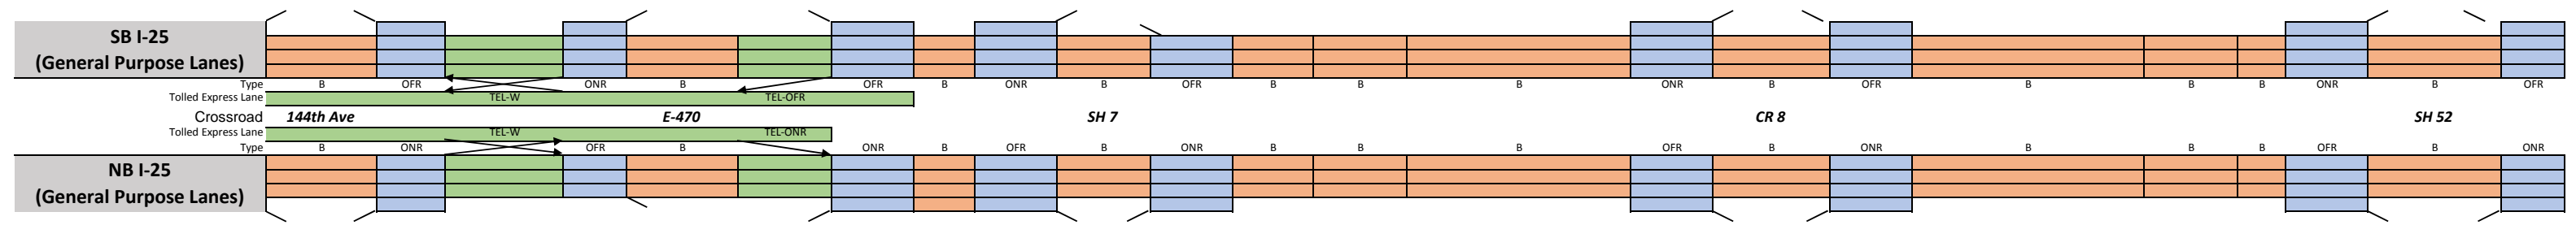 SB I-25
(General Purpose Lanes)
Type B OFR ONR B OFR B ONR B OFR B B B ONR B OFR B B B ONR B OFR
Tolled Express Lane TEL-W TEL-OFR
Crossroad 144th Ave E-470 SH 7 CR 8 SH 52
Tolled Express Lane TEL-W TEL-ONR
Type B ONR OFR B ONR B OFR B ONR B B B OFR B ONR B B B OFR B ONR
NB I-25
(General Purpose Lanes)